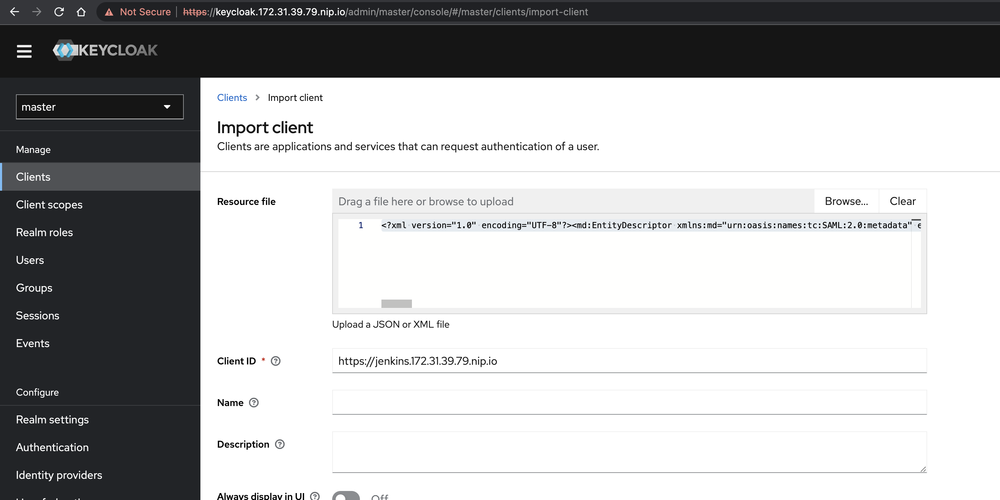 Not Secure https://keycloak.172.31.39.79.nip.io/admin/master/console/#/master/clients/import-client
KEYCLOAK
master
Manage
Clients
Client scopes
Realm roles
Users
Groups
Sessions
Events
Configure
Realm settings
Authentication
Identity providers
Clients Import client
Import client
Clients are applications and services that can request authentication of a user.
Resource file
Drag a file here or browse to upload
Browse...
Clear
1 <?xml version="1.0" encoding="UTF-8"?><md:EntityDescriptor xmlns:md="urn:oasis:names:tc:SAML:2.0:metadata" e
Upload a JSON or XML file
Client ID *
https://jenkins.172.31.39.79.nip.io
Name
Description
Always display in UI
Off